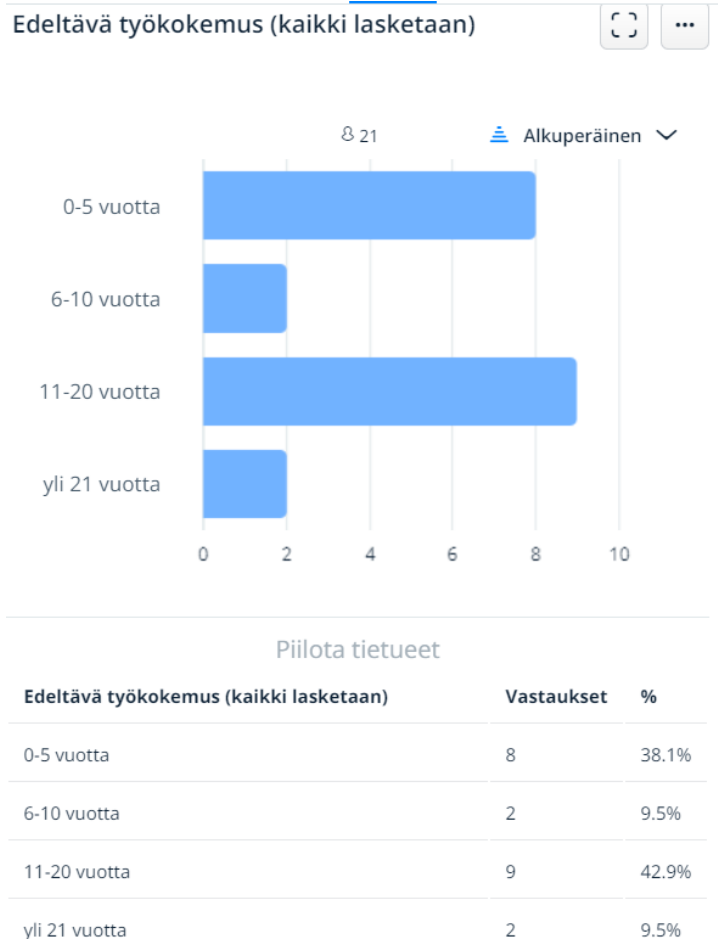 Edeltävä työkokemus (kaikki lasketaan)
21 Alkuperäinen
0-5 vuotta
6-10 vuotta
11-20 vuotta
yli 21 vuotta
0 2 4 6 8 10
Piilota tietueet
Edeltävä työkokemus (kaikki lasketaan) Vastaukset %
0-5 vuotta 8 38.1%
6-10 vuotta 2 9.5%
11-20 vuotta 9 42.9%
yli 21 vuotta 2 9.5%